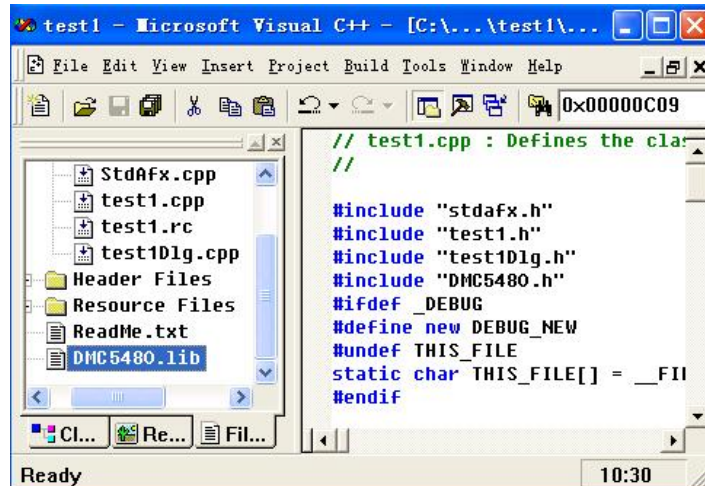 test1 - Microsoft Visual C++ - [C:\...\test1\...
File Edit View Insert Project Build Tools Window Help
0x00000C09
StdAfx.cpp
test1.cpp
test1.rc
test1Dlg.cpp
Header Files
Resource Files
ReadMe.txt
DMC5480.lib
Cl... Re... Fil...
// test1.cpp : Defines the clas
//
#include "stdafx.h"
#include "test1.h"
#include "test1Dlg.h"
#include "DMC5480.h"
#ifdef _DEBUG
#define new DEBUG_NEW
#undef THIS_FILE
static char THIS_FILE[] = __FI
#endif
Ready 10:30